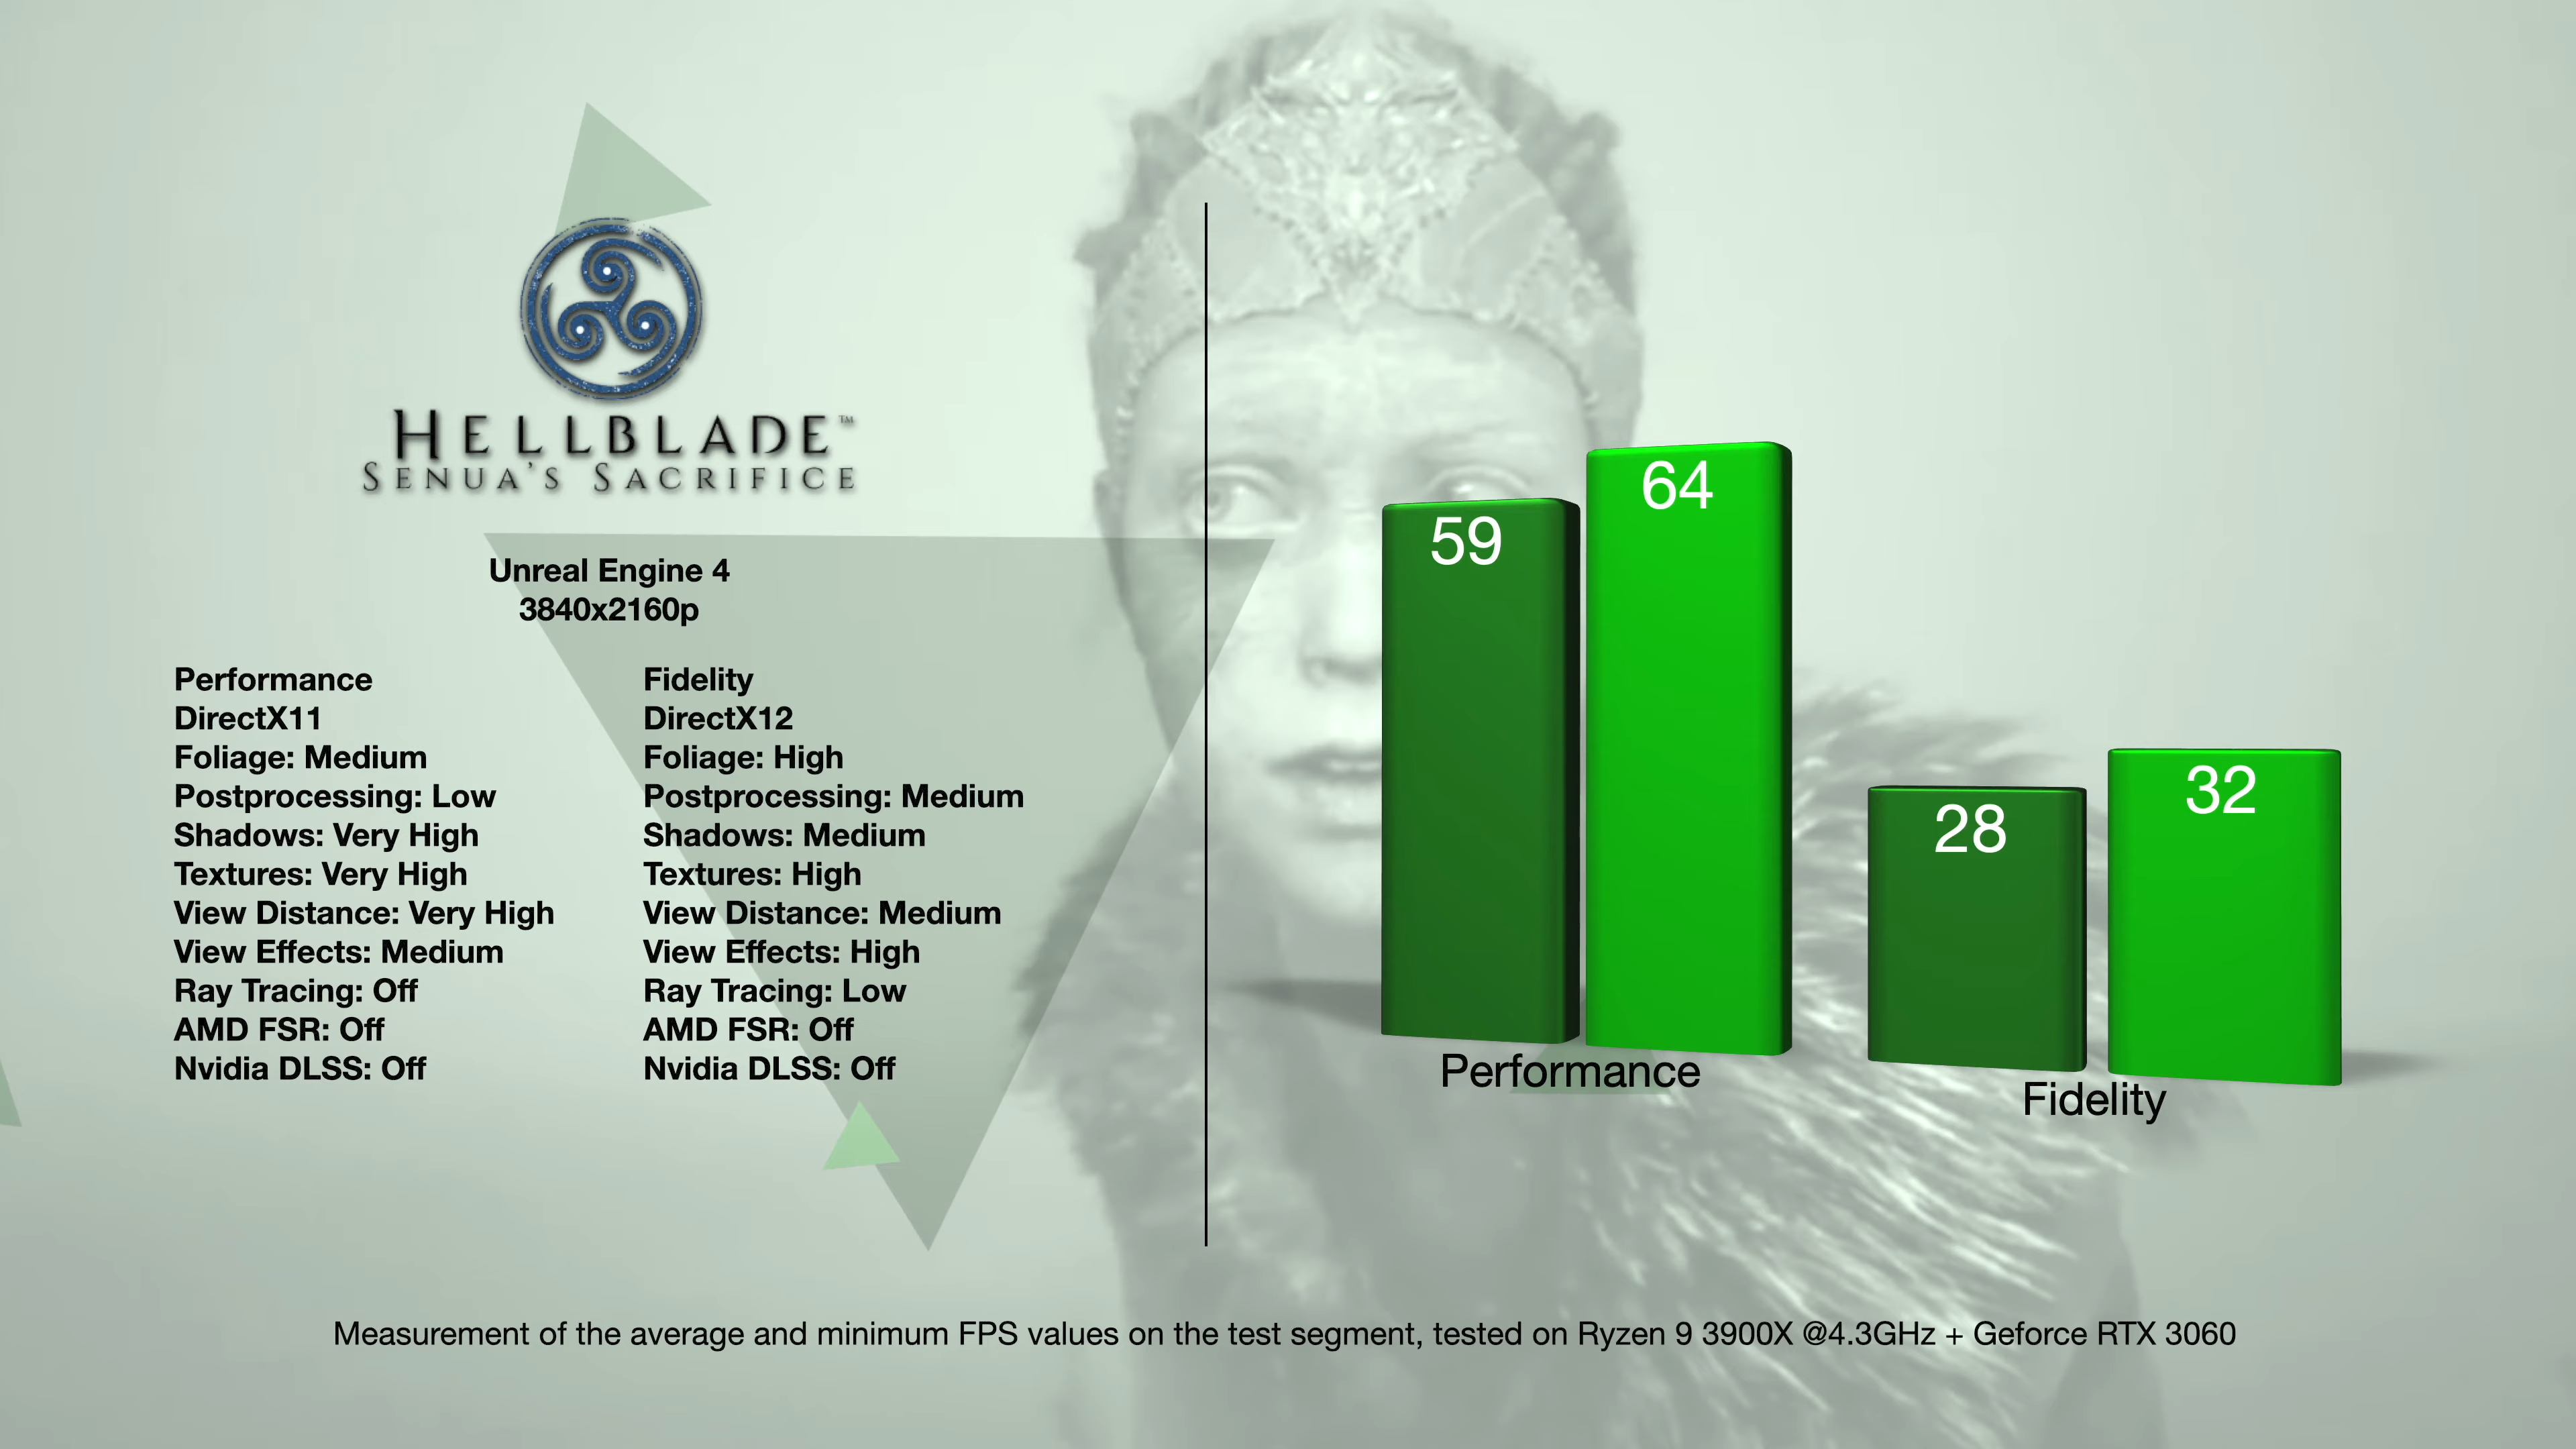 HELLBLADE™
SENUA'S SACRIFICE
Unreal Engine 4
3840x2160p
Performance
DirectX11
Foliage: Medium
Postprocessing: Low
Shadows: Very High
Textures: Very High
View Distance: Very High
View Effects: Medium
Ray Tracing: Off
AMD FSR: Off
Nvidia DLSS: Off
Fidelity
DirectX12
Foliage: High
Postprocessing: Medium
Shadows: Medium
Textures: High
View Distance: Medium
View Effects: High
Ray Tracing: Low
AMD FSR: Off
Nvidia DLSS: Off
59
64
Performance
28
32
Fidelity
Measurement of the average and minimum FPS values on the test segment, tested on Ryzen 9 3900X @4.3GHz + Geforce RTX 3060